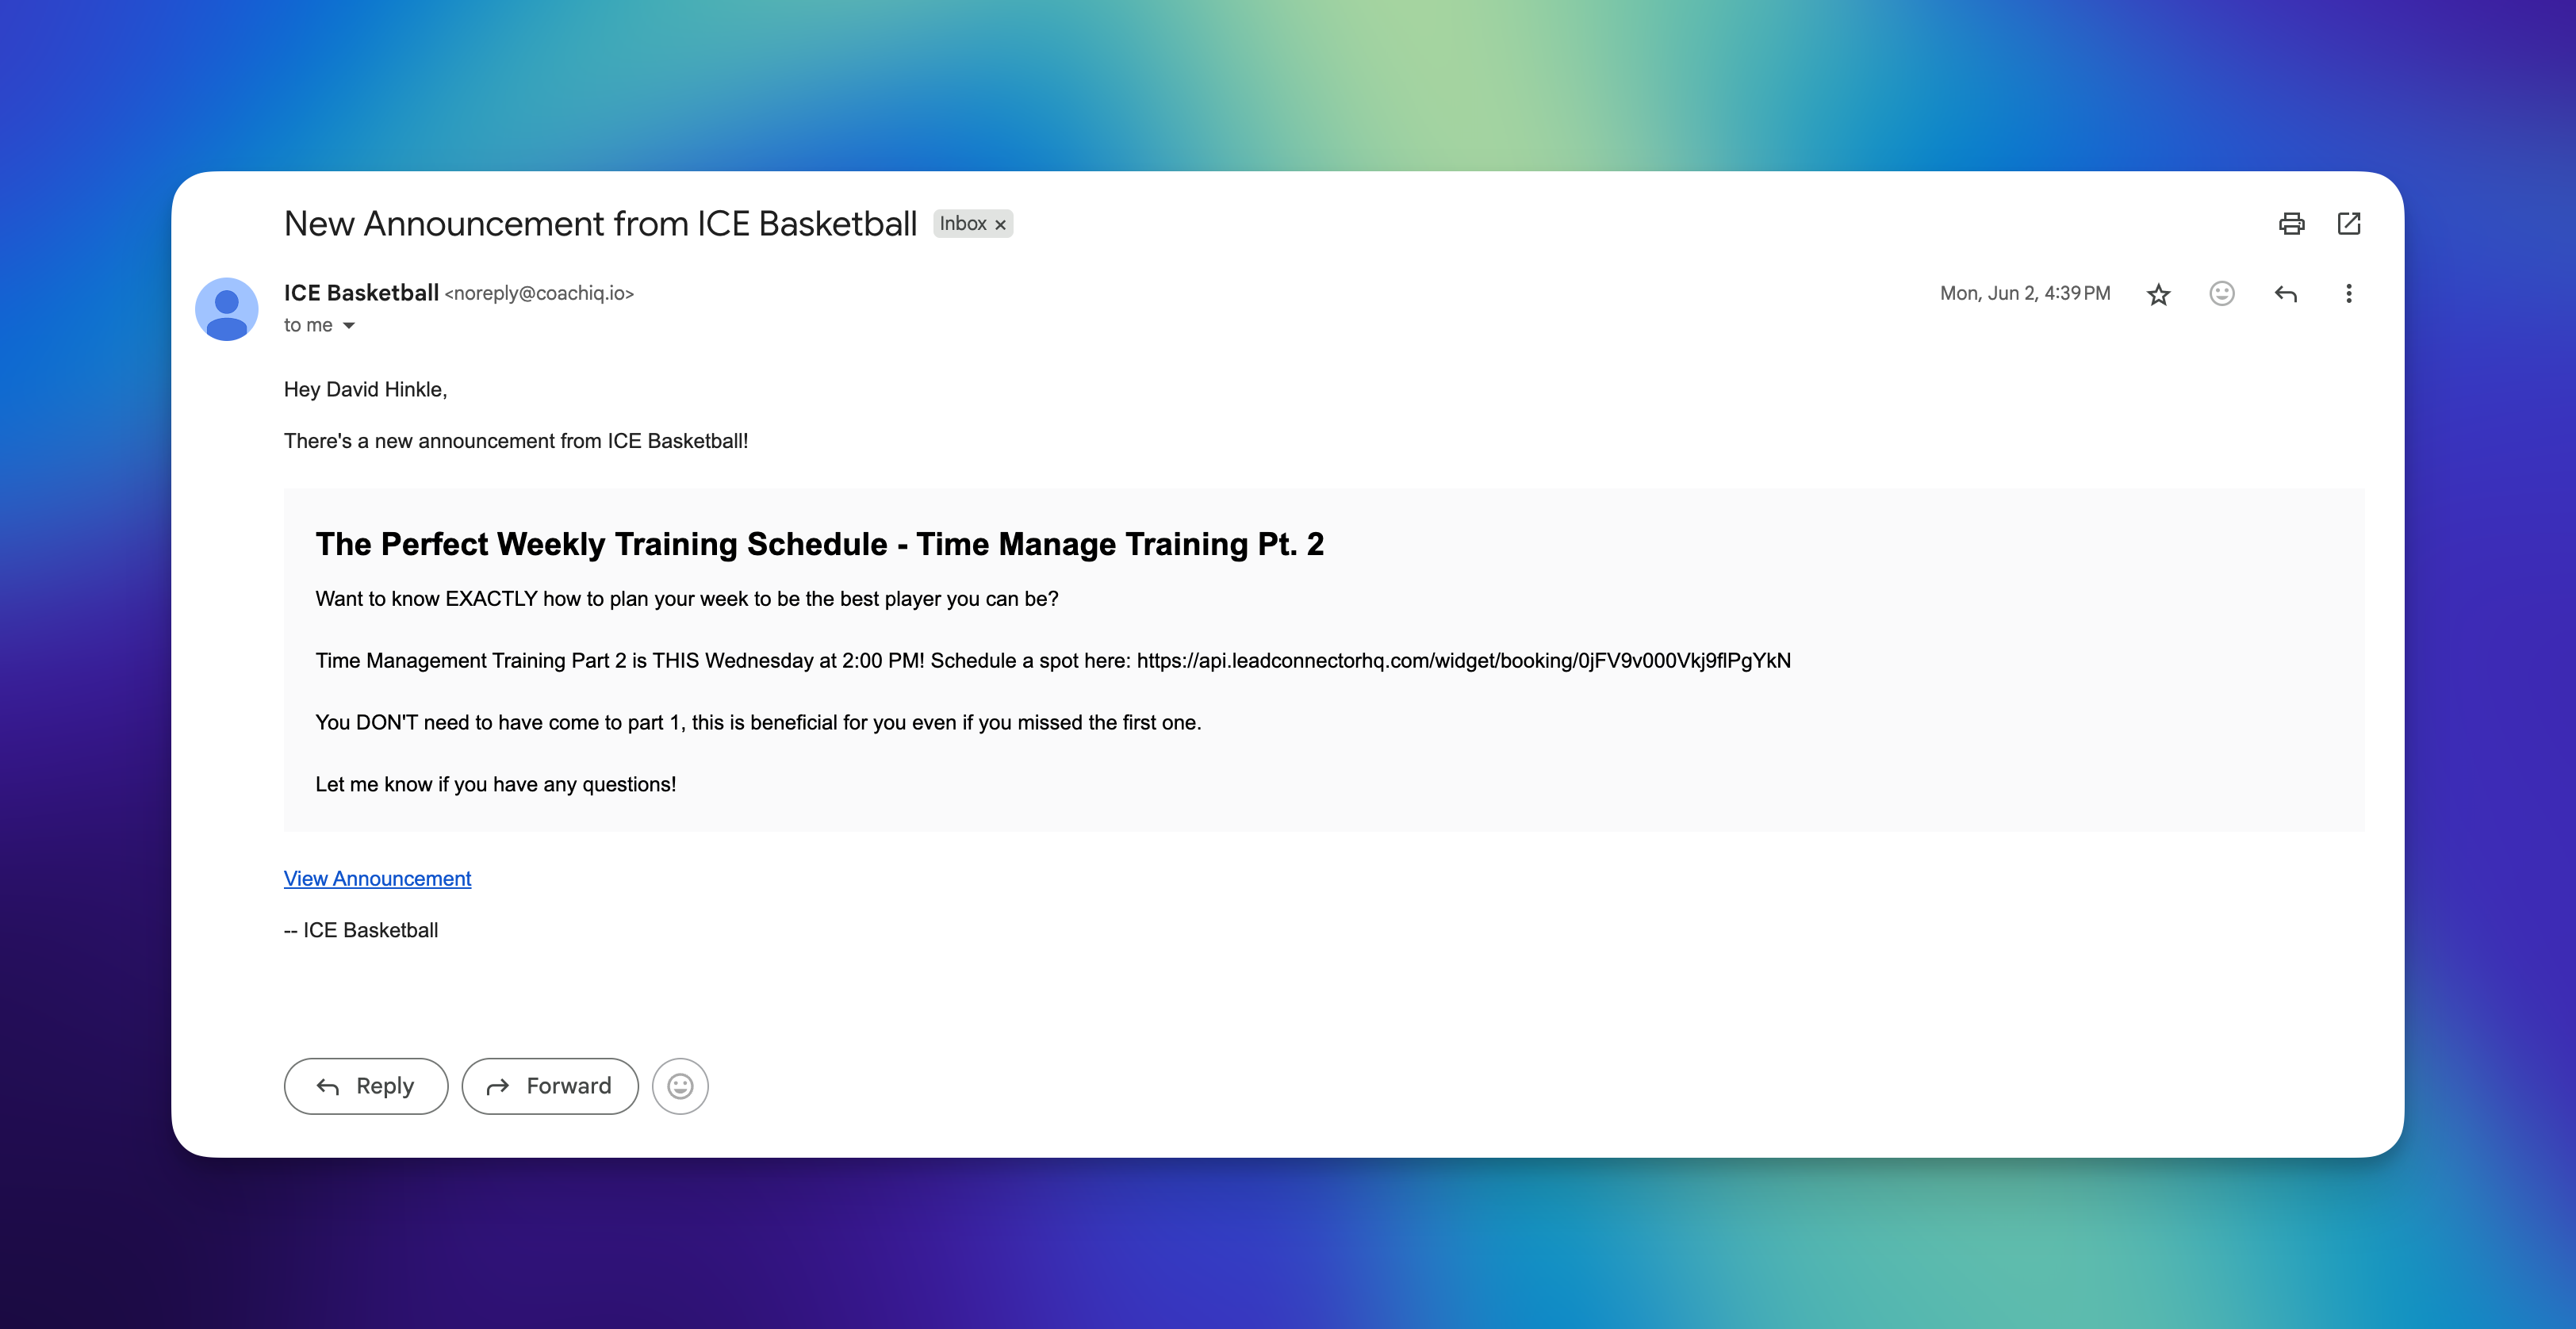 New Announcement from ICE Basketball Inbox ×
ICE Basketball <noreply@coachiq.io> Mon, Jun 2, 4:39 PM
to me
Hey David Hinkle,
There's a new announcement from ICE Basketball!
The Perfect Weekly Training Schedule - Time Manage Training Pt. 2
Want to know EXACTLY how to plan your week to be the best player you can be?
Time Management Training Part 2 is THIS Wednesday at 2:00 PM! Schedule a spot here: https://api.leadconnectorhq.com/widget/booking/0jFV9v000Vkj9flPgYkN
You DON'T need to have come to part 1, this is beneficial for you even if you missed the first one.
Let me know if you have any questions!
View Announcement
-- ICE Basketball
Reply Forward